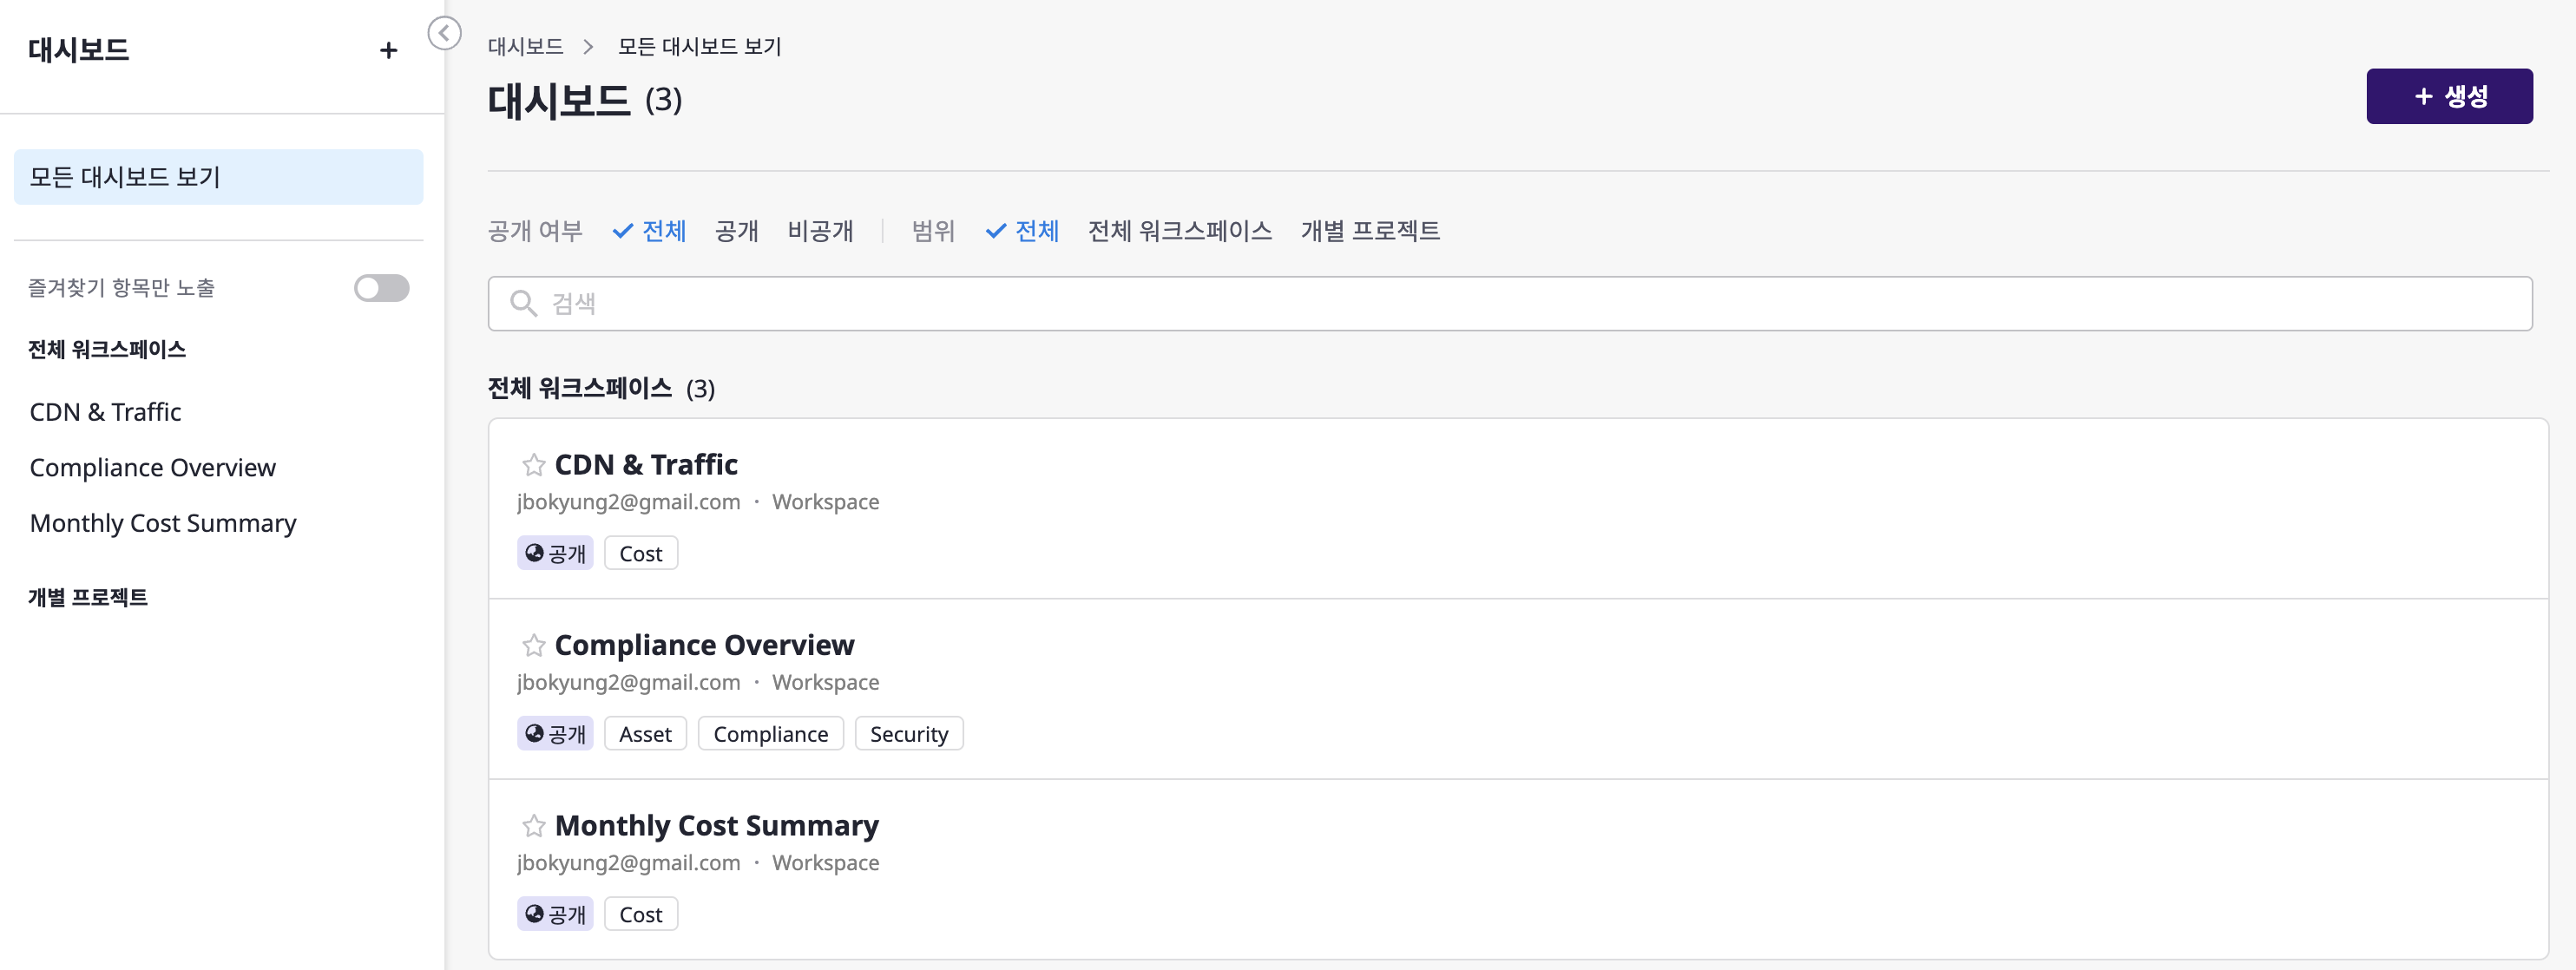 대시보드
모든 대시보드 보기
즐겨찾기 항목만 노출
전체 워크스페이스
CDN & Traffic
Compliance Overview
Monthly Cost Summary
개별 프로젝트
대시보드 > 모든 대시보드 보기
대시보드 (3)
+ 생성
공개 여부 전체 공개 비공개 범위 전체 전체 워크스페이스 개별 프로젝트
검색
전체 워크스페이스 (3)
CDN & Traffic
jbokyung2@gmail.com · Workspace
공개 Cost
Compliance Overview
jbokyung2@gmail.com · Workspace
공개 Asset Compliance Security
Monthly Cost Summary
jbokyung2@gmail.com · Workspace
공개 Cost